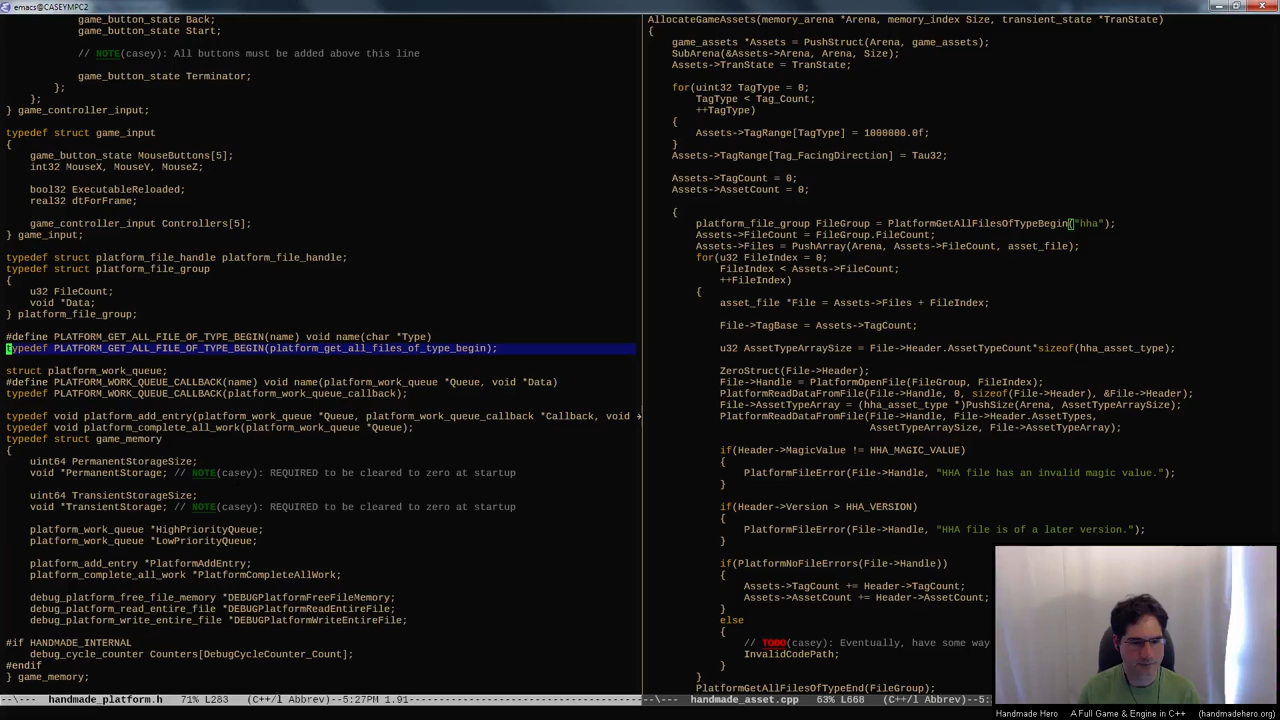 emacs@CASEYMPC2
game_button_state Back;
game_button_state Start;
// NOTE(casey): All buttons must be added above this line
game_button_state Terminator;
};
};
} game_controller_input;
typedef struct game_input
{
game_button_state MouseButtons[5];
int32 MouseX, MouseY, MouseZ;
bool32 ExecutableReloaded;
real32 dtForFrame;
game_controller_input Controllers[5];
} game_input;
typedef struct platform_file_handle platform_file_handle;
typedef struct platform_file_group
{
u32 FileCount;
void *Data;
} platform_file_group;
#define PLATFORM_GET_ALL_FILE_OF_TYPE_BEGIN(name) void name(char *Type)
typedef PLATFORM_GET_ALL_FILE_OF_TYPE_BEGIN(platform_get_all_files_of_type_begin);
struct platform_work_queue;
#define PLATFORM_WORK_QUEUE_CALLBACK(name) void name(platform_work_queue *Queue, void *Data)
typedef PLATFORM_WORK_QUEUE_CALLBACK(platform_work_queue_callback);
typedef void platform_add_entry(platform_work_queue *Queue, platform_work_queue_callback *Callback, void
typedef void platform_complete_all_work(platform_work_queue *Queue);
typedef struct game_memory
{
uint64 PermanentStorageSize;
void *PermanentStorage; // NOTE(casey): REQUIRED to be cleared to zero at startup
uint64 TransientStorageSize;
void *TransientStorage; // NOTE(casey): REQUIRED to be cleared to zero at startup
platform_work_queue *HighPriorityQueue;
platform_work_queue *LowPriorityQueue;
platform_add_entry *PlatformAddEntry;
platform_complete_all_work *PlatformCompleteAllWork;
debug_platform_free_file_memory *DEBUGPlatformFreeFileMemory;
debug_platform_read_entire_file *DEBUGPlatformReadEntireFile;
debug_platform_write_entire_file *DEBUGPlatformWriteEntireFile;
#if HANDMADE_INTERNAL
debug_cycle_counter Counters[DebugCycleCounter_Count];
#endif
} game_memory;
-\--- handmade_platform.h 71% L283 (C++/l Abbrev)--5:27PM 1.91
AllocateGameAssets(memory_arena *Arena, memory_index Size, transient_state *TranState)
{
game_assets *Assets = PushStruct(Arena, game_assets);
SubArena(&Assets->Arena, Arena, Size);
Assets->TranState = TranState;
for(uint32 TagType = 0;
TagType < Tag_Count;
++TagType)
{
Assets->TagRange[TagType] = 1000000.0f;
}
Assets->TagRange[Tag_FacingDirection] = Tau32;
Assets->TagCount = 0;
Assets->AssetCount = 0;
{
platform_file_group FileGroup = PlatformGetAllFilesOfTypeBegin("hha");
Assets->FileCount = FileGroup.FileCount;
Assets->Files = PushArray(Arena, Assets->FileCount, asset_file);
for(u32 FileIndex = 0;
FileIndex < Assets->FileCount;
++FileIndex)
{
asset_file *File = Assets->Files + FileIndex;
File->TagBase = Assets->TagCount;
u32 AssetTypeArraySize = File->Header.AssetTypeCount*sizeof(hha_asset_type);
ZeroStruct(File->Header);
File->Handle = PlatformOpenFile(FileGroup, FileIndex);
PlatformReadDataFromFile(File->Handle, 0, sizeof(File->Header), &File->Header);
File->AssetTypeArray = (hha_asset_type *)PushSize(Arena, AssetTypeArraySize);
PlatformReadDataFromFile(File->Handle, File->Header.AssetTypes,
AssetTypeArraySize, File->AssetTypeArray);
if(Header->MagicValue != HHA_MAGIC_VALUE)
{
PlatformFileError(File->Handle, "HHA file has an invalid magic value.");
}
if(Header->Version > HHA_VERSION)
{
PlatformFileError(File->Handle, "HHA file is of a later version.");
}
if(PlatformNoFileErrors(File->Handle))
{
Assets->TagCount += Header->TagCount;
Assets->AssetCount += Header->AssetCount;
}
else
{
// TODO(casey): Eventually, have some way
InvalidCodePath;
}
}
PlatformGetAllFilesOfTypeEnd(FileGroup);
-\--- handmade_asset.cpp 63% L668 (C++/l Abbrev)--5:
Handmade Hero A Full Game & Engine in C++ (handmadehero.org)